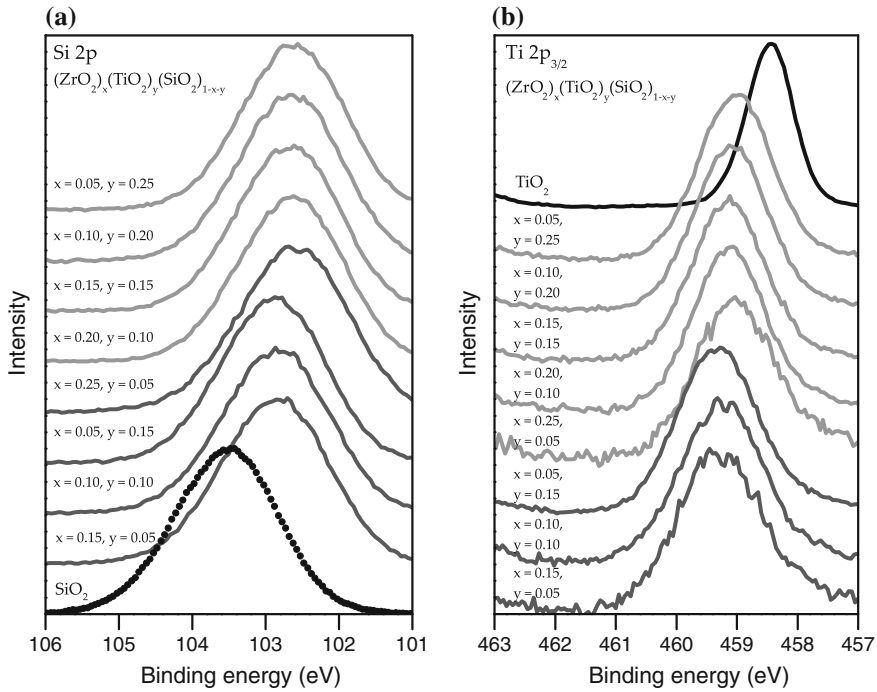 (a)
Si 2p
(ZrO₂)ₓ(TiO₂)ᵧ(SiO₂)₁₋ₓ₋ᵧ
x = 0.05, y = 0.25
x = 0.10, y = 0.20
x = 0.15, y = 0.15
x = 0.20, y = 0.10
x = 0.25, y = 0.05
x = 0.05, y = 0.15
x = 0.10, y = 0.10
x = 0.15, y = 0.05
SiO₂
Intensity
106 105 104 103 102 101
Binding energy (eV)
(b)
Ti 2p₃/₂
(ZrO₂)ₓ(TiO₂)ᵧ(SiO₂)₁₋ₓ₋ᵧ
TiO₂
x = 0.05,
y = 0.25
x = 0.10,
y = 0.20
x = 0.15,
y = 0.15
x = 0.20,
y = 0.10
x = 0.25,
y = 0.05
x = 0.05,
y = 0.15
x = 0.10,
y = 0.10
x = 0.15,
y = 0.05
Intensity
463 462 461 460 459 458 457
Binding energy (eV)